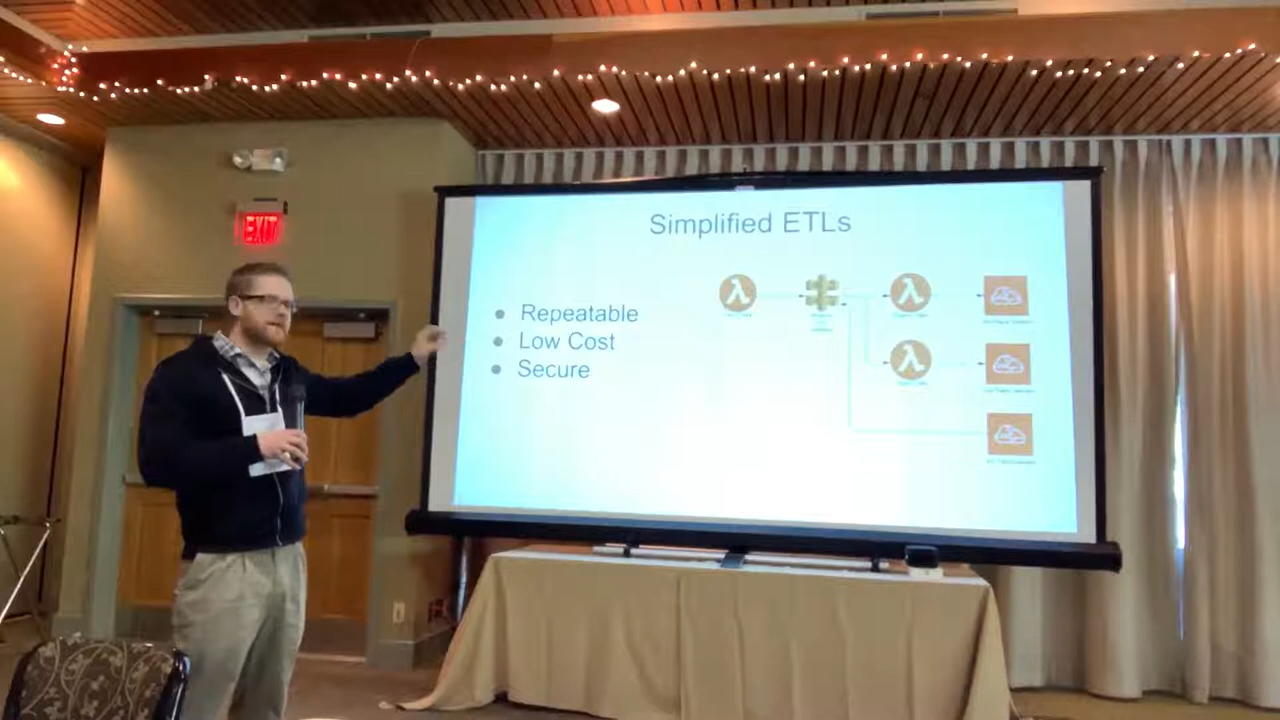 EXIT
Simplified ETLs
Repeatable
Low Cost
Secure